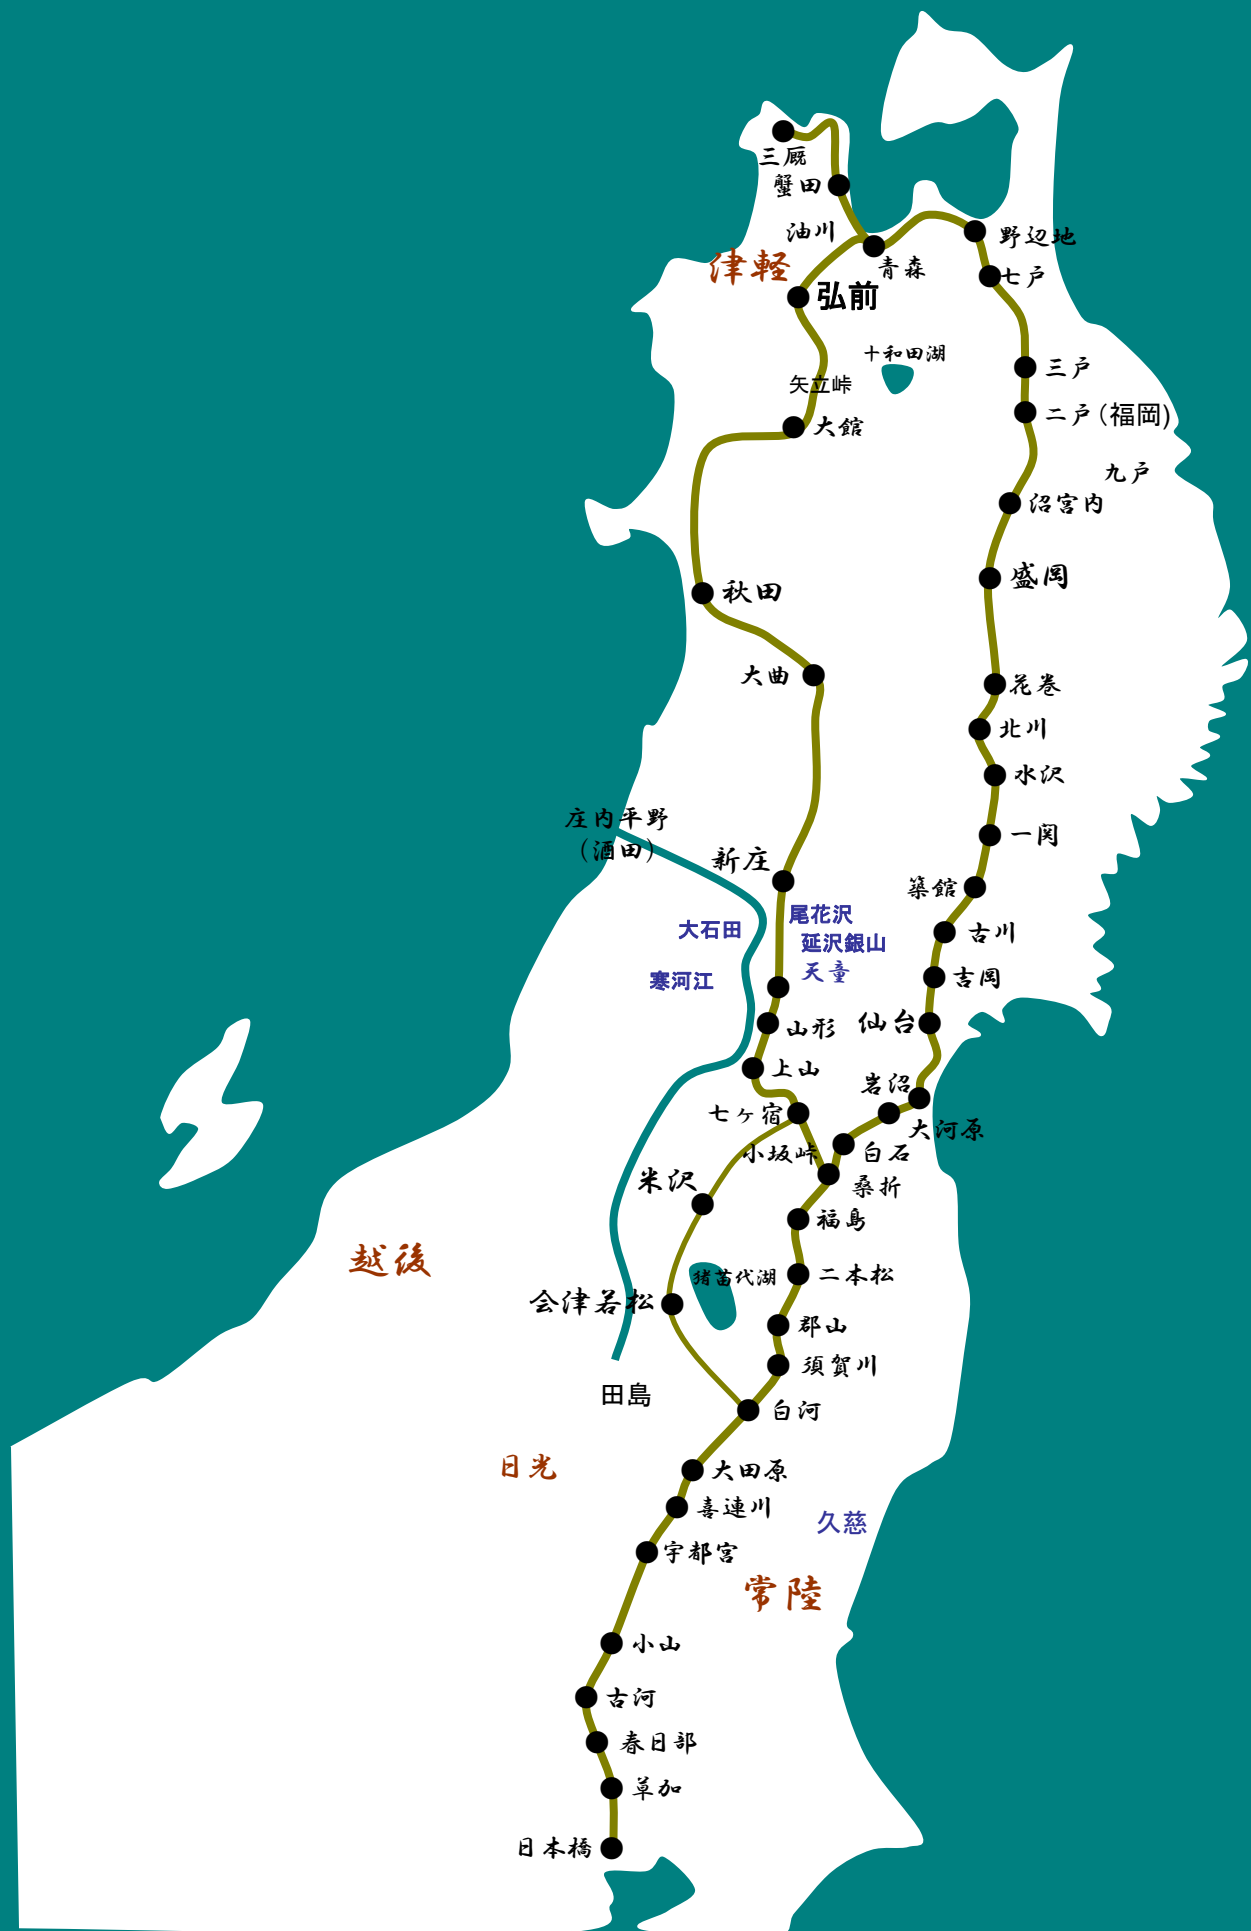 三厩
蟹田
油川
青森
野辺地
七戸
津軽
弘前
十和田湖
矢立峠
大館
三戸
二戸(福岡)
九戸
沼宮内
盛岡
秋田
大曲
花巻
北川
水沢
庄内平野
(酒田)
新庄
一関
築館
大石田
尾花沢
延沢銀山
天童
寒河江
古川
吉岡
山形
仙台
上山
岩沼
七ヶ宿
大河原
小坂峠
白石
米沢
桑折
福島
越後
猪苗代湖
二本松
会津若松
郡山
須賀川
田島
白河
日光
大田原
喜連川
久慈
宇都宮
常陸
小山
古河
春日部
草加
日本橋